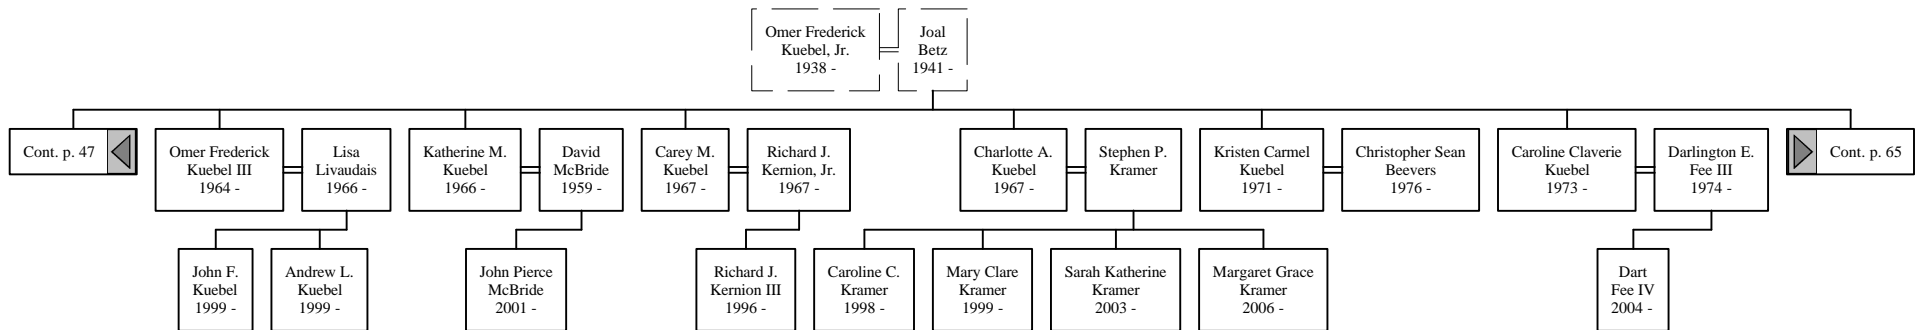 Omer Frederick
Kuebel, Jr.
1938 -
Joal
Betz
1941 -
Cont. p. 47
Omer Frederick
Kuebel III
1964 -
Lisa
Livaudais
1966 -
Katherine M.
Kuebel
1966 -
David
McBride
1959 -
Carey M.
Kuebel
1967 -
Richard J.
Kernion, Jr.
1967 -
Charlotte A.
Kuebel
1967 -
Stephen P.
Kramer
Kristen Carmel
Kuebel
1971 -
Christopher Sean
Beevers
1976 -
Caroline Claverie
Kuebel
1973 -
Darlington E.
Fee III
1974 -
Cont. p. 65
John F.
Kuebel
1999 -
Andrew L.
Kuebel
1999 -
John Pierce
McBride
2001 -
Richard J.
Kernion III
1996 -
Caroline C.
Kramer
1998 -
Mary Clare
Kramer
1999 -
Sarah Katherine
Kramer
2003 -
Margaret Grace
Kramer
2006 -
Dart
Fee IV
2004 -